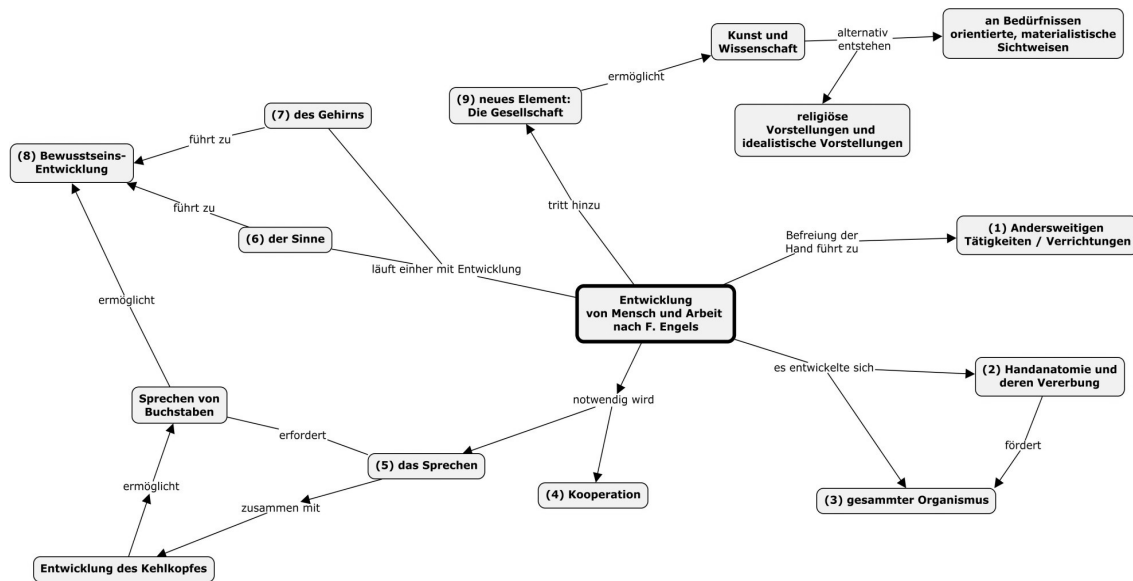 Kunst und
Wissenschaft
alternativ
entstehen
an Bedürfnissen
orientierte, materialistische
Sichtweisen
ermöglicht
(9) neues Element:
Die Gesellschaft
religiöse
Vorstellungen und
idealistische Vorstellungen
(7) des Gehirns
führt zu
(8) Bewusstseins-
Entwicklung
führt zu
(6) der Sinne
tritt hinzu
Befreiung der
Hand führt zu
(1) Andersweitigen
Tätigkeiten / Verrichtungen
läuft einher mit Entwicklung
ermöglicht
Entwicklung
von Mensch und Arbeit
nach F. Engels
es entwickelte sich
(2) Handanatomie und
deren Vererbung
Sprechen von
Buchstaben
notwendig wird
erfordert
fördert
(5) das Sprechen
ermöglicht
(4) Kooperation
(3) gesammter Organismus
zusammen mit
Entwicklung des Kehlkopfes